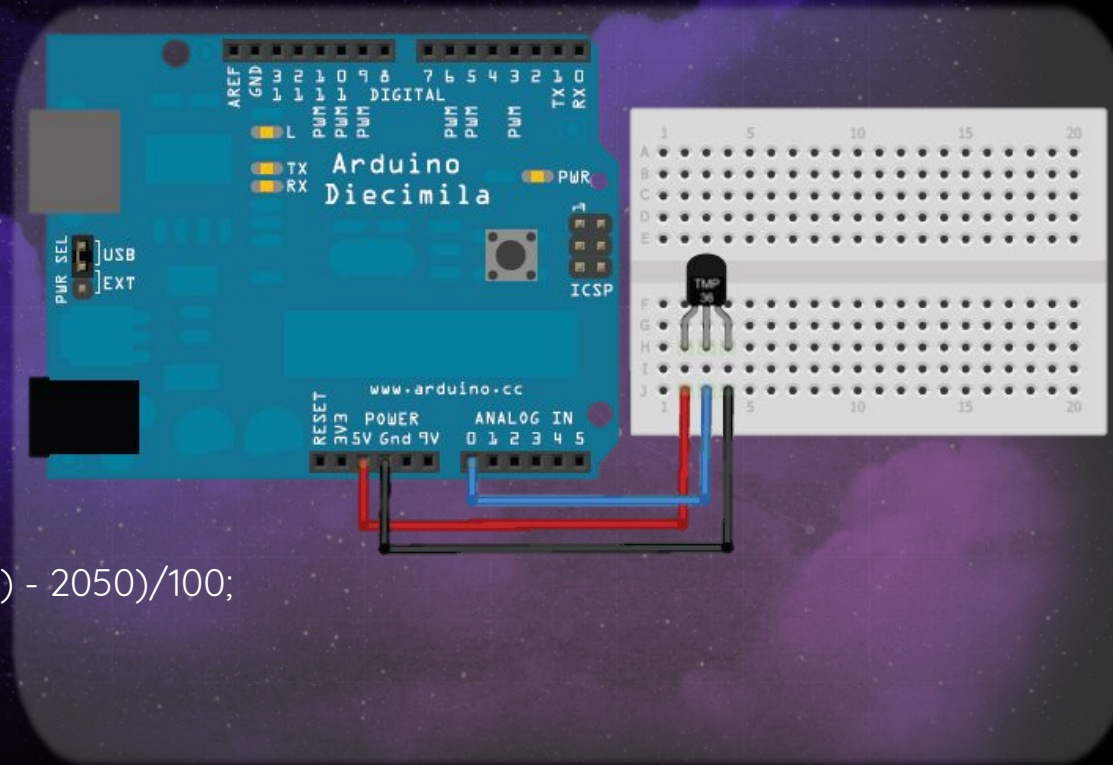 AREF
GND
13
12
11
10
9
8
7
6
5
4
3
2
TX 1
RX 0
DIGITAL
PWM
PWM
PWM
PWM
PWM
PWM
L
TX
RX
Arduino
Diecimila
PWR
1
ICSP
PWR SEL
USB
EXT
www.arduino.cc
POWER
ANALOG IN
RESET
3V3
5V Gnd 9V
0 1 2 3 4 5
1 5 10 15 20
A
B
C
D
E
TMP
36
F
G
H
I
J
1 5 10 15 20
) - 2050)/100;